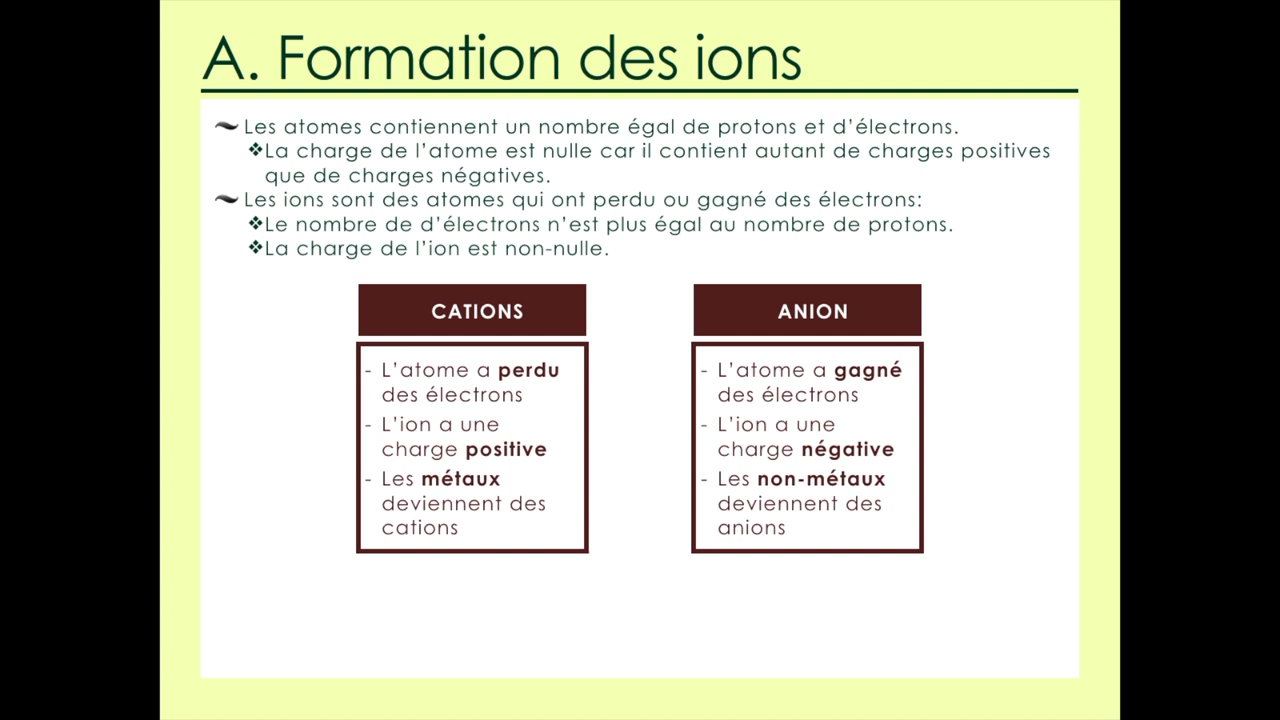 A. Formation des ions
Les atomes contiennent un nombre égal de protons et d’électrons.
❖La charge de l’atome est nulle car il contient autant de charges positives
que de charges négatives.
Les ions sont des atomes qui ont perdu ou gagné des électrons:
❖Le nombre de d’électrons n’est plus égal au nombre de protons.
❖La charge de l’ion est non-nulle.
CATIONS
- L’atome a perdu
des électrons
- L’ion a une
charge positive
- Les métaux
deviennent des
cations
ANION
- L’atome a gagné
des électrons
- L’ion a une
charge négative
- Les non-métaux
deviennent des
anions